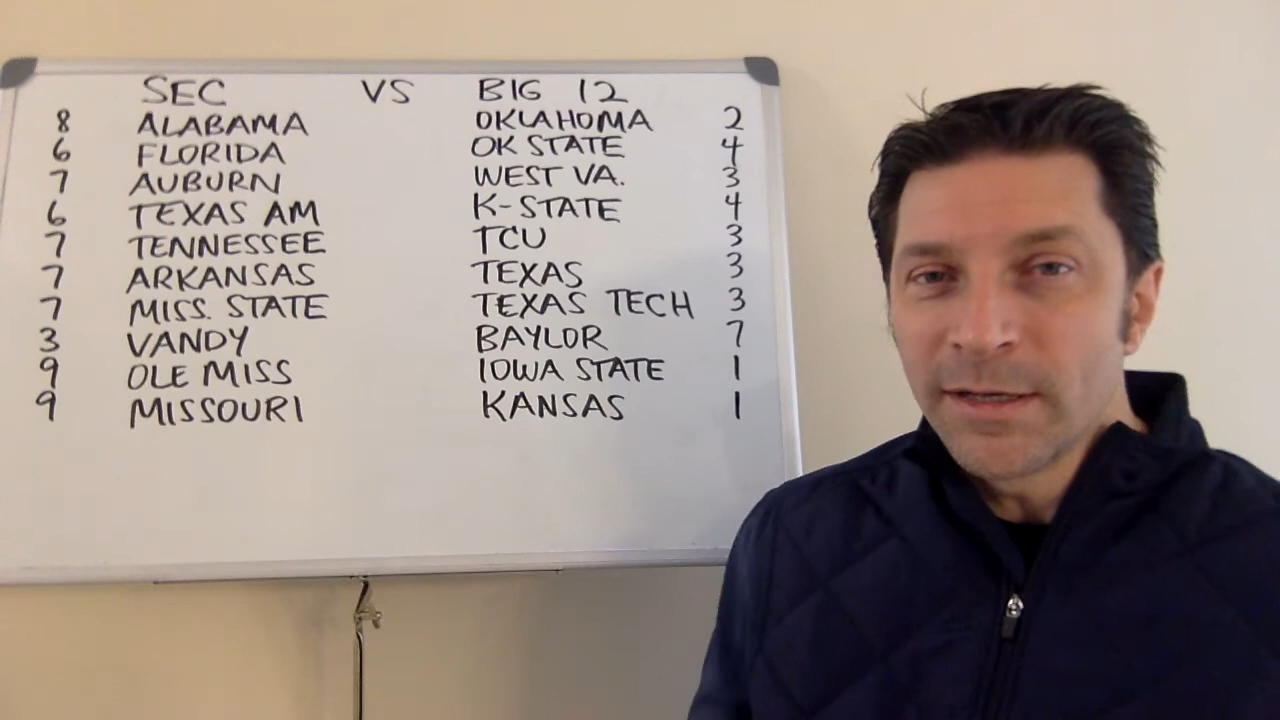 SEC VS BIG 12
8 ALABAMA OKLAHOMA 2
6 FLORIDA OK STATE 4
7 AUBURN WEST VA. 3
6 TEXAS AM K-STATE 4
7 TENNESSEE TCU 3
7 ARKANSAS TEXAS 3
7 MISS. STATE TEXAS TECH 3
3 VANDY BAYLOR 7
9 OLE MISS IOWA STATE 1
9 MISSOURI KANSAS 1